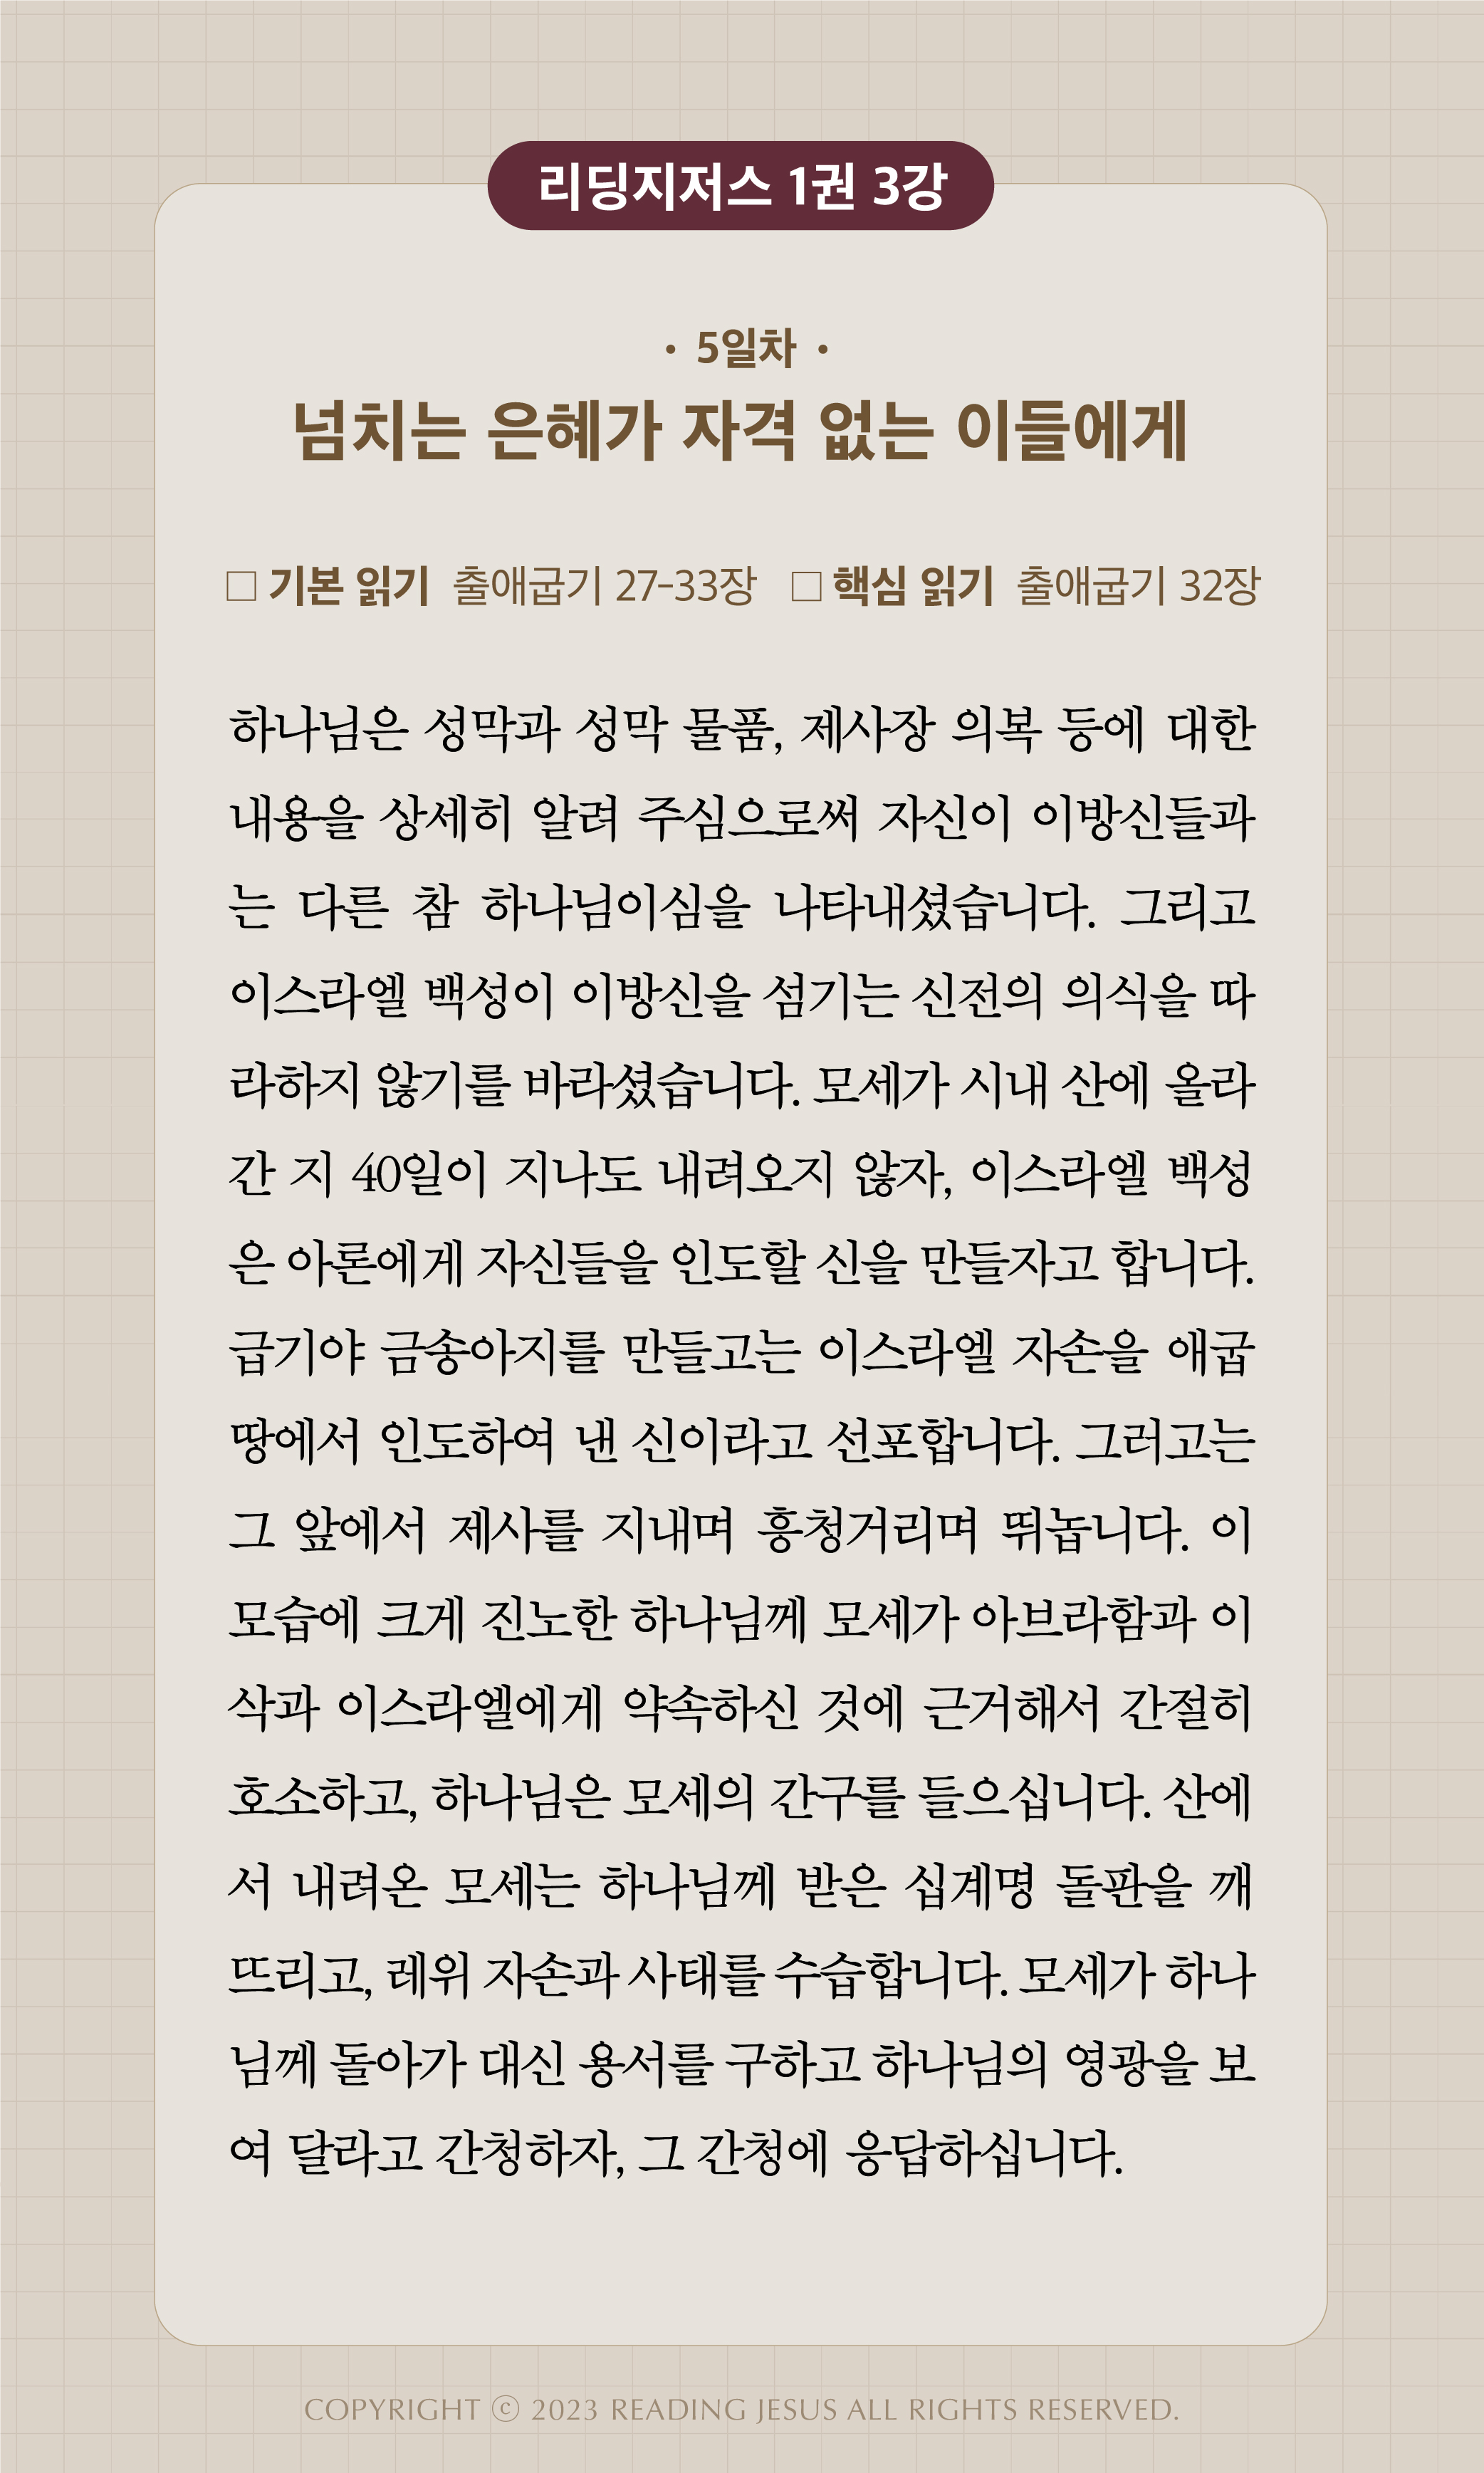 리딩지저스 1권 3강
· 5일차 ·
넘치는 은혜가 자격 없는 이들에게
□ 기본 읽기 출애굽기 27-33장 □ 핵심 읽기 출애굽기 32장
하나님은 성막과 성막 물품, 제사장 의복 등에 대한
내용을 상세히 알려 주심으로써 자신이 이방신들과
는 다른 참 하나님이심을 나타내셨습니다. 그리고
이스라엘 백성이 이방신을 섬기는 신전의 의식을 따
라하지 않기를 바라셨습니다. 모세가 시내 산에 올라
간 지 40일이 지나도 내려오지 않자, 이스라엘 백성
은 아론에게 자신들을 인도할 신을 만들자고 합니다.
급기야 금송아지를 만들고는 이스라엘 자손을 애굽
땅에서 인도하여 낸 신이라고 선포합니다. 그러고는
그 앞에서 제사를 지내며 흥청거리며 뛰놉니다. 이
모습에 크게 진노한 하나님께 모세가 아브라함과 이
삭과 이스라엘에게 약속하신 것에 근거해서 간절히
호소하고, 하나님은 모세의 간구를 들으십니다. 산에
서 내려온 모세는 하나님께 받은 십계명 돌판을 깨
뜨리고, 레위 자손과 사태를 수습합니다. 모세가 하나
님께 돌아가 대신 용서를 구하고 하나님의 영광을 보
여 달라고 간청하자, 그 간청에 응답하십니다.
COPYRIGHT ⓒ 2023 READING JESUS ALL RIGHTS RESERVED.